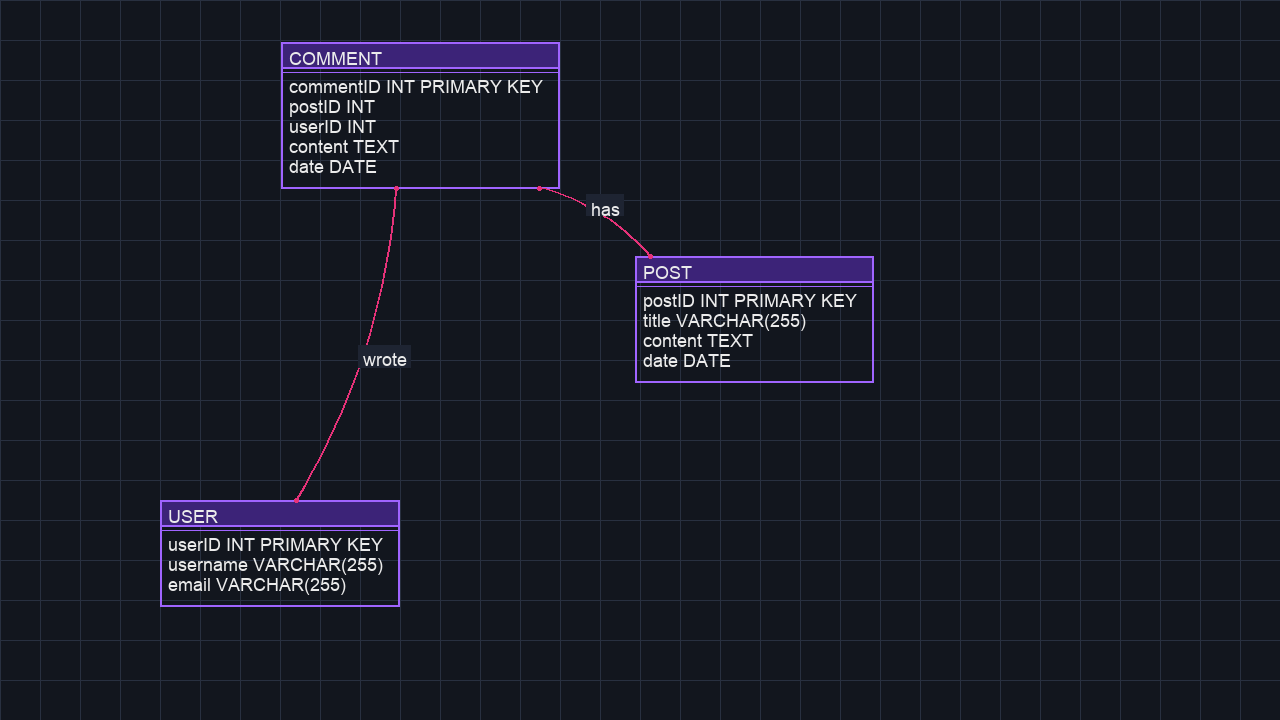 COMMENT
commentID INT PRIMARY KEY
postID INT
userID INT
content TEXT
date DATE
has
POST
postID INT PRIMARY KEY
title VARCHAR(255)
content TEXT
date DATE
wrote
USER
userID INT PRIMARY KEY
username VARCHAR(255)
email VARCHAR(255)